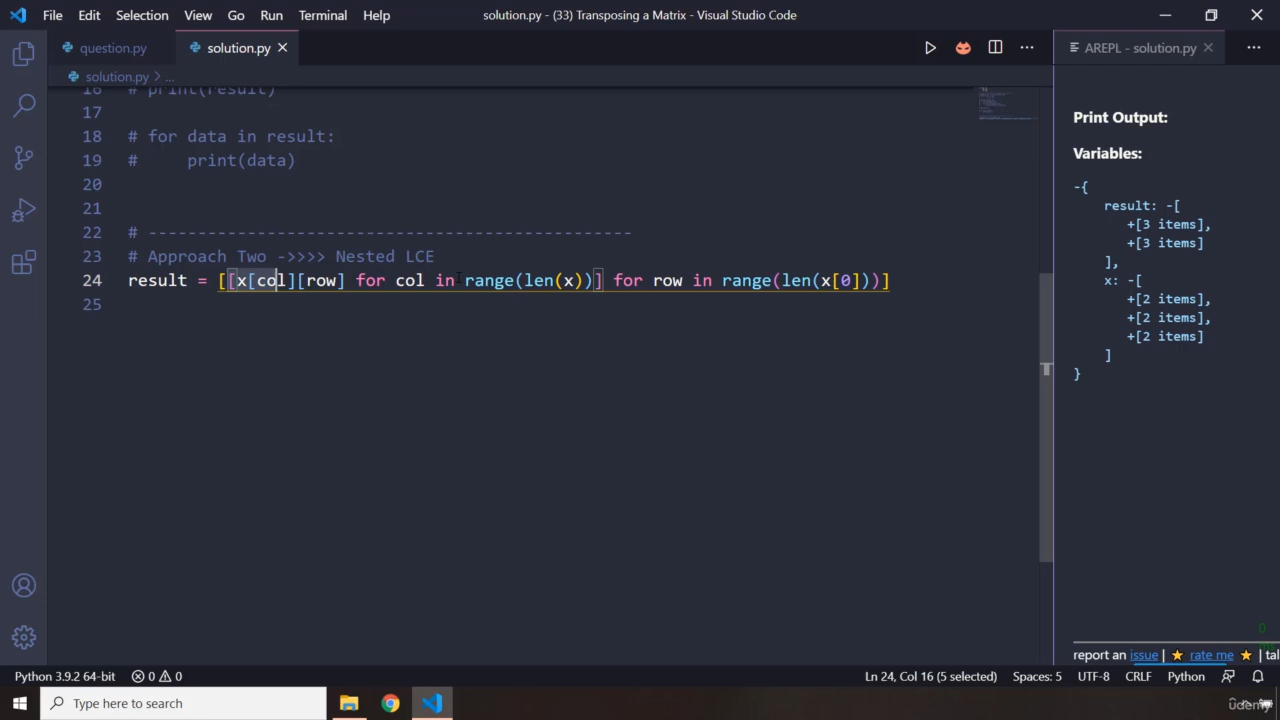 File Edit Selection View Go Run Terminal Help
solution.py - (33) Transposing a Matrix - Visual Studio Code
question.py
solution.py
AREPL - solution.py
solution.py > ...
16 # print(result)
17
18 # for data in result:
19 #     print(data)
20
21
22 # -------------------------------------------------
23 # Approach Two ->>>> Nested LCE
24 result = [[x[col][row] for col in range(len(x))] for row in range(len(x[0]))]
25
Print Output:
Variables:
-{
result: -[
+[3 items],
+[3 items]
],
x: -[
+[2 items],
+[2 items],
+[2 items]
]
}
0
report an issue | ⭐ rate me ⭐ | tal
Python 3.9.2 64-bit 0 0
Ln 24, Col 16 (5 selected) Spaces: 5 UTF-8 CRLF Python
Type here to search
Udemy